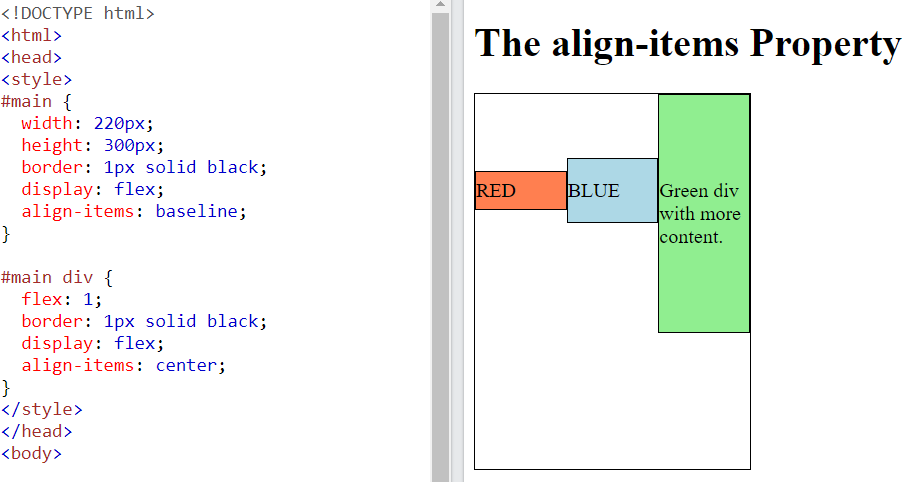 <!DOCTYPE html>
<html>
<head>
<style>
#main {
  width: 220px;
  height: 300px;
  border: 1px solid black;
  display: flex;
  align-items: baseline;
}

#main div {
  flex: 1;
  border: 1px solid black;
  display: flex;
  align-items: center;
}
</style>
</head>
<body>
The align-items Property
RED
BLUE
Green div
with more
content.